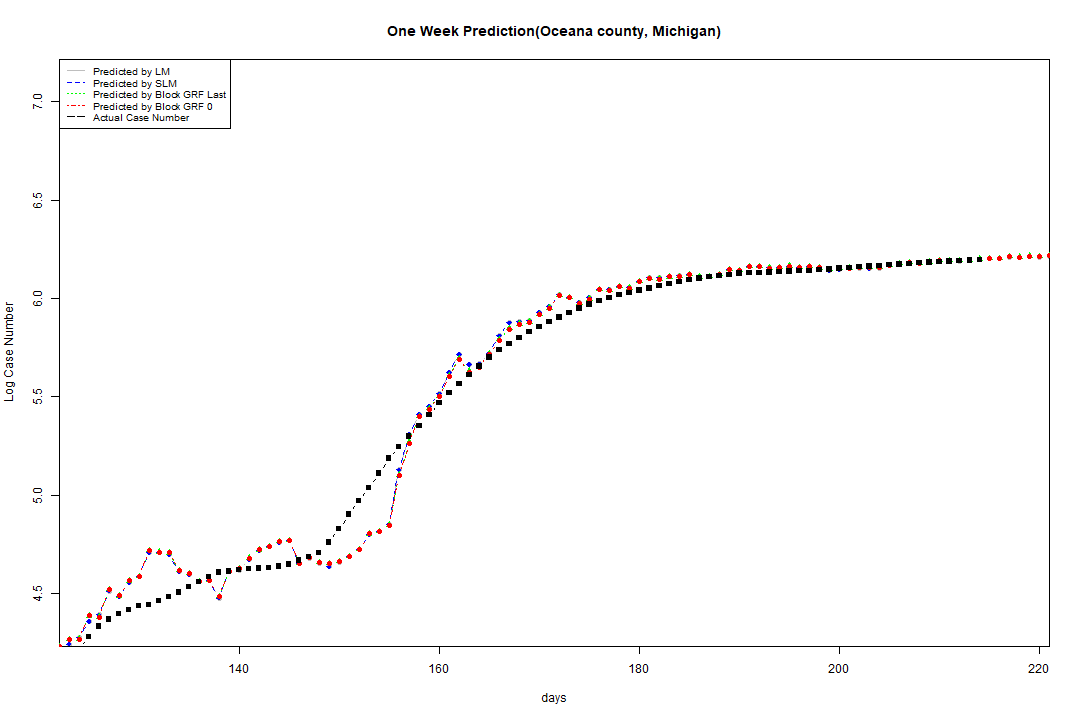 One Week Prediction(Oceana county, Michigan)
Predicted by LM
Predicted by SLM
Predicted by Block GRF Last
Predicted by Block GRF 0
Actual Case Number
7.0
6.5
6.0
5.5
5.0
4.5
Log Case Number
140 160 180 200 220
days